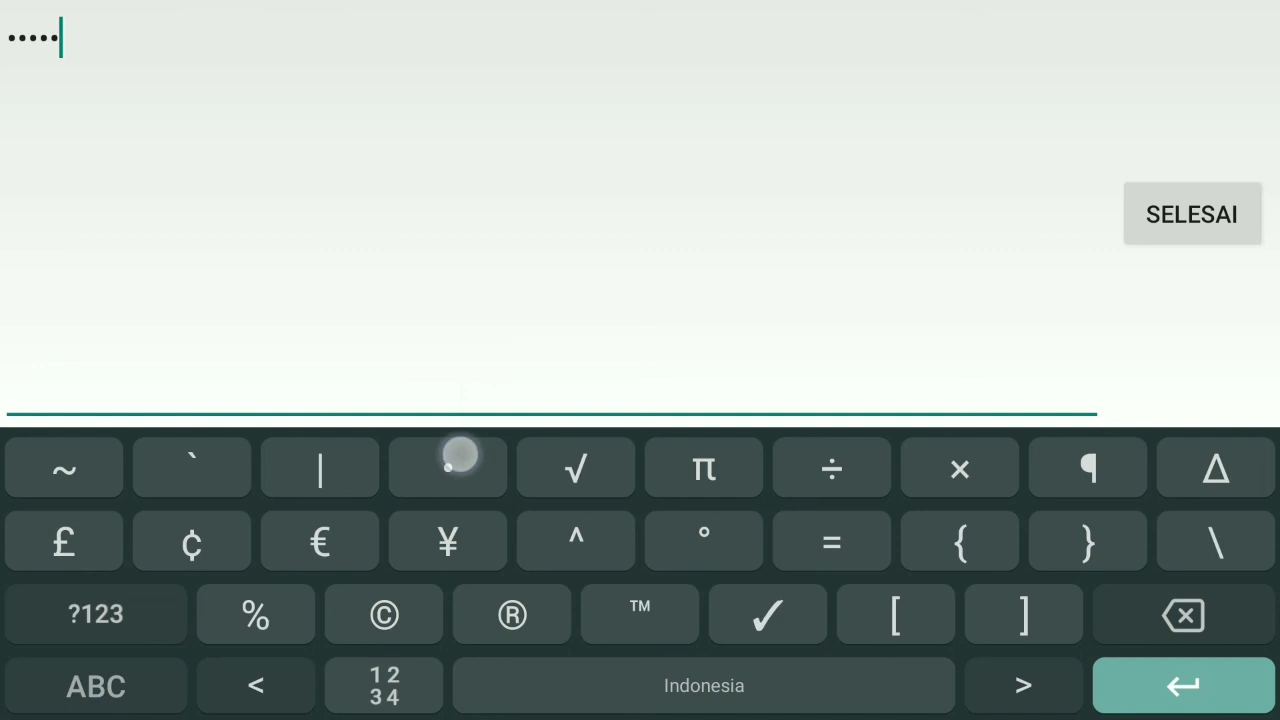 •••••
SELESAI
~ ` | • √ π ÷ × ¶ Δ
£ ¢ € ¥ ^ ° = { } \
?123 % © ® ™ ✓ [ ]
ABC < 12 34 Indonesia >